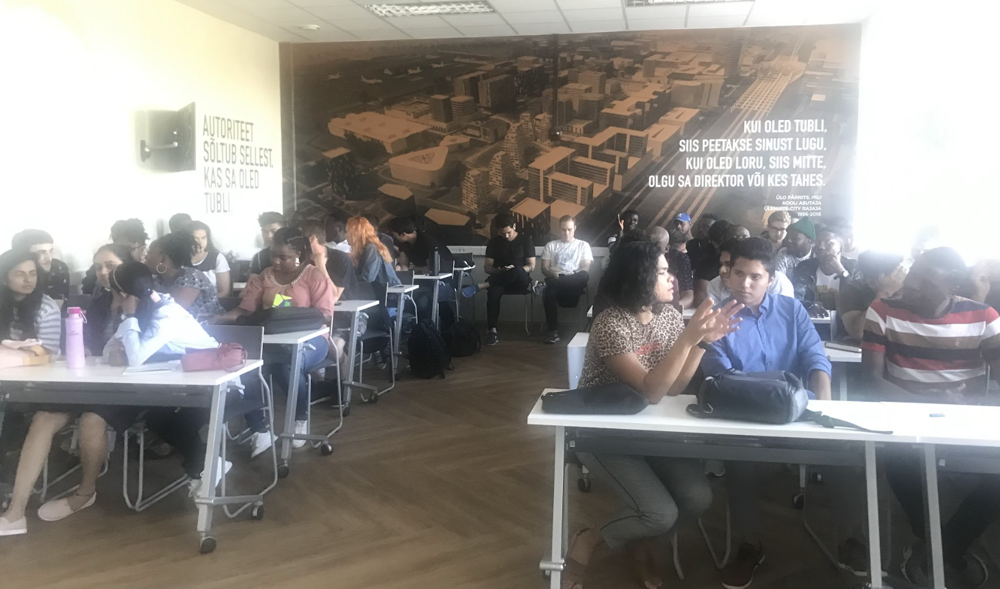 AUTORITEET
SÕLTUB SELLEST,
KAS SA OLED
TUBLI.
KUI OLED TUBLI,
SIIS PEETAKSE SINUST LUGU,
KUI OLED LORU, SIIS MITTE,
OLGU SA DIREKTOR VÕI KES TAHES.
ÜLO PÄRNITS, PhD
KOOLI ASUTAJA
ÜLEMISTE CITY RAJAJA
1936-2016